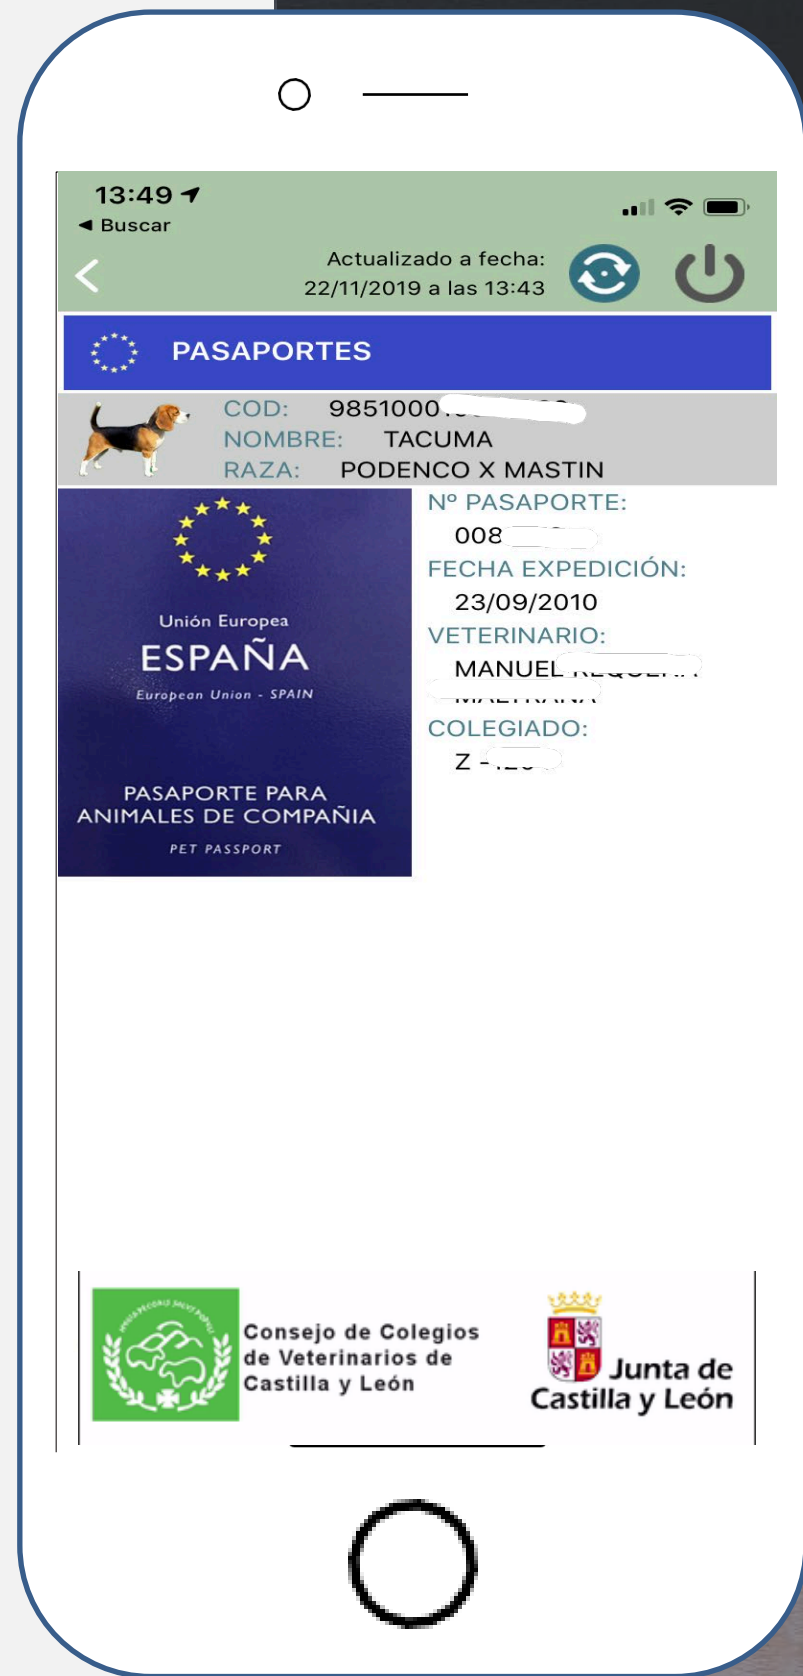 13:49
◄ Buscar
Actualizado a fecha:
22/11/2019 a las 13:43
PASAPORTES
COD: 9851000
NOMBRE: TACUMA
RAZA: PODENCO X MASTIN
Unión Europea
ESPAÑA
European Union - SPAIN
PASAPORTE PARA
ANIMALES DE COMPAÑIA
PET PASSPORT
Nº PASAPORTE:
008
FECHA EXPEDICIÓN:
23/09/2010
VETERINARIO:
MANUEL
COLEGIADO:
Z -
Consejo de Colegios
de Veterinarios de
Castilla y León
Junta de
Castilla y León